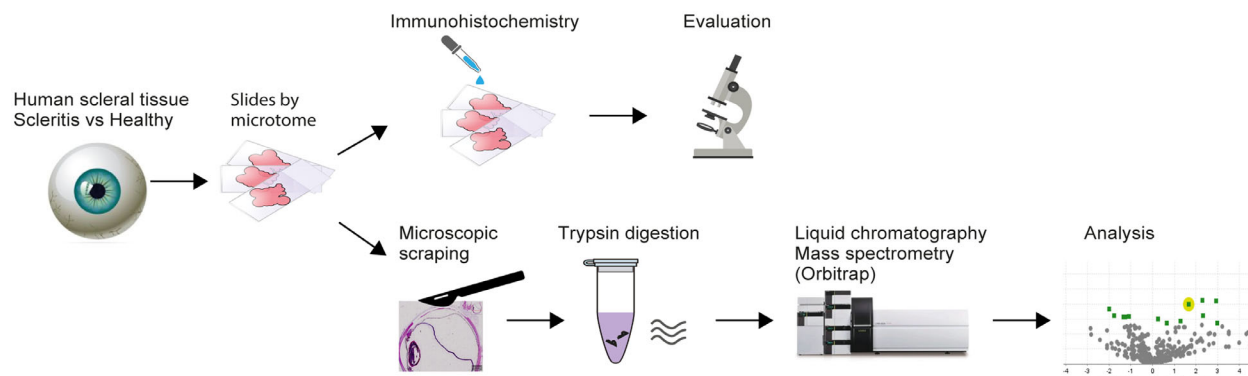 Immunohistochemistry
Evaluation
Human scleral tissue
Scleritis vs Healthy
Slides by
microtome
Microscopic
scraping
Trypsin digestion
Liquid chromatography
Mass spectrometry
(Orbitrap)
Analysis
-4 -3 -2 -1 0 1 2 3 4